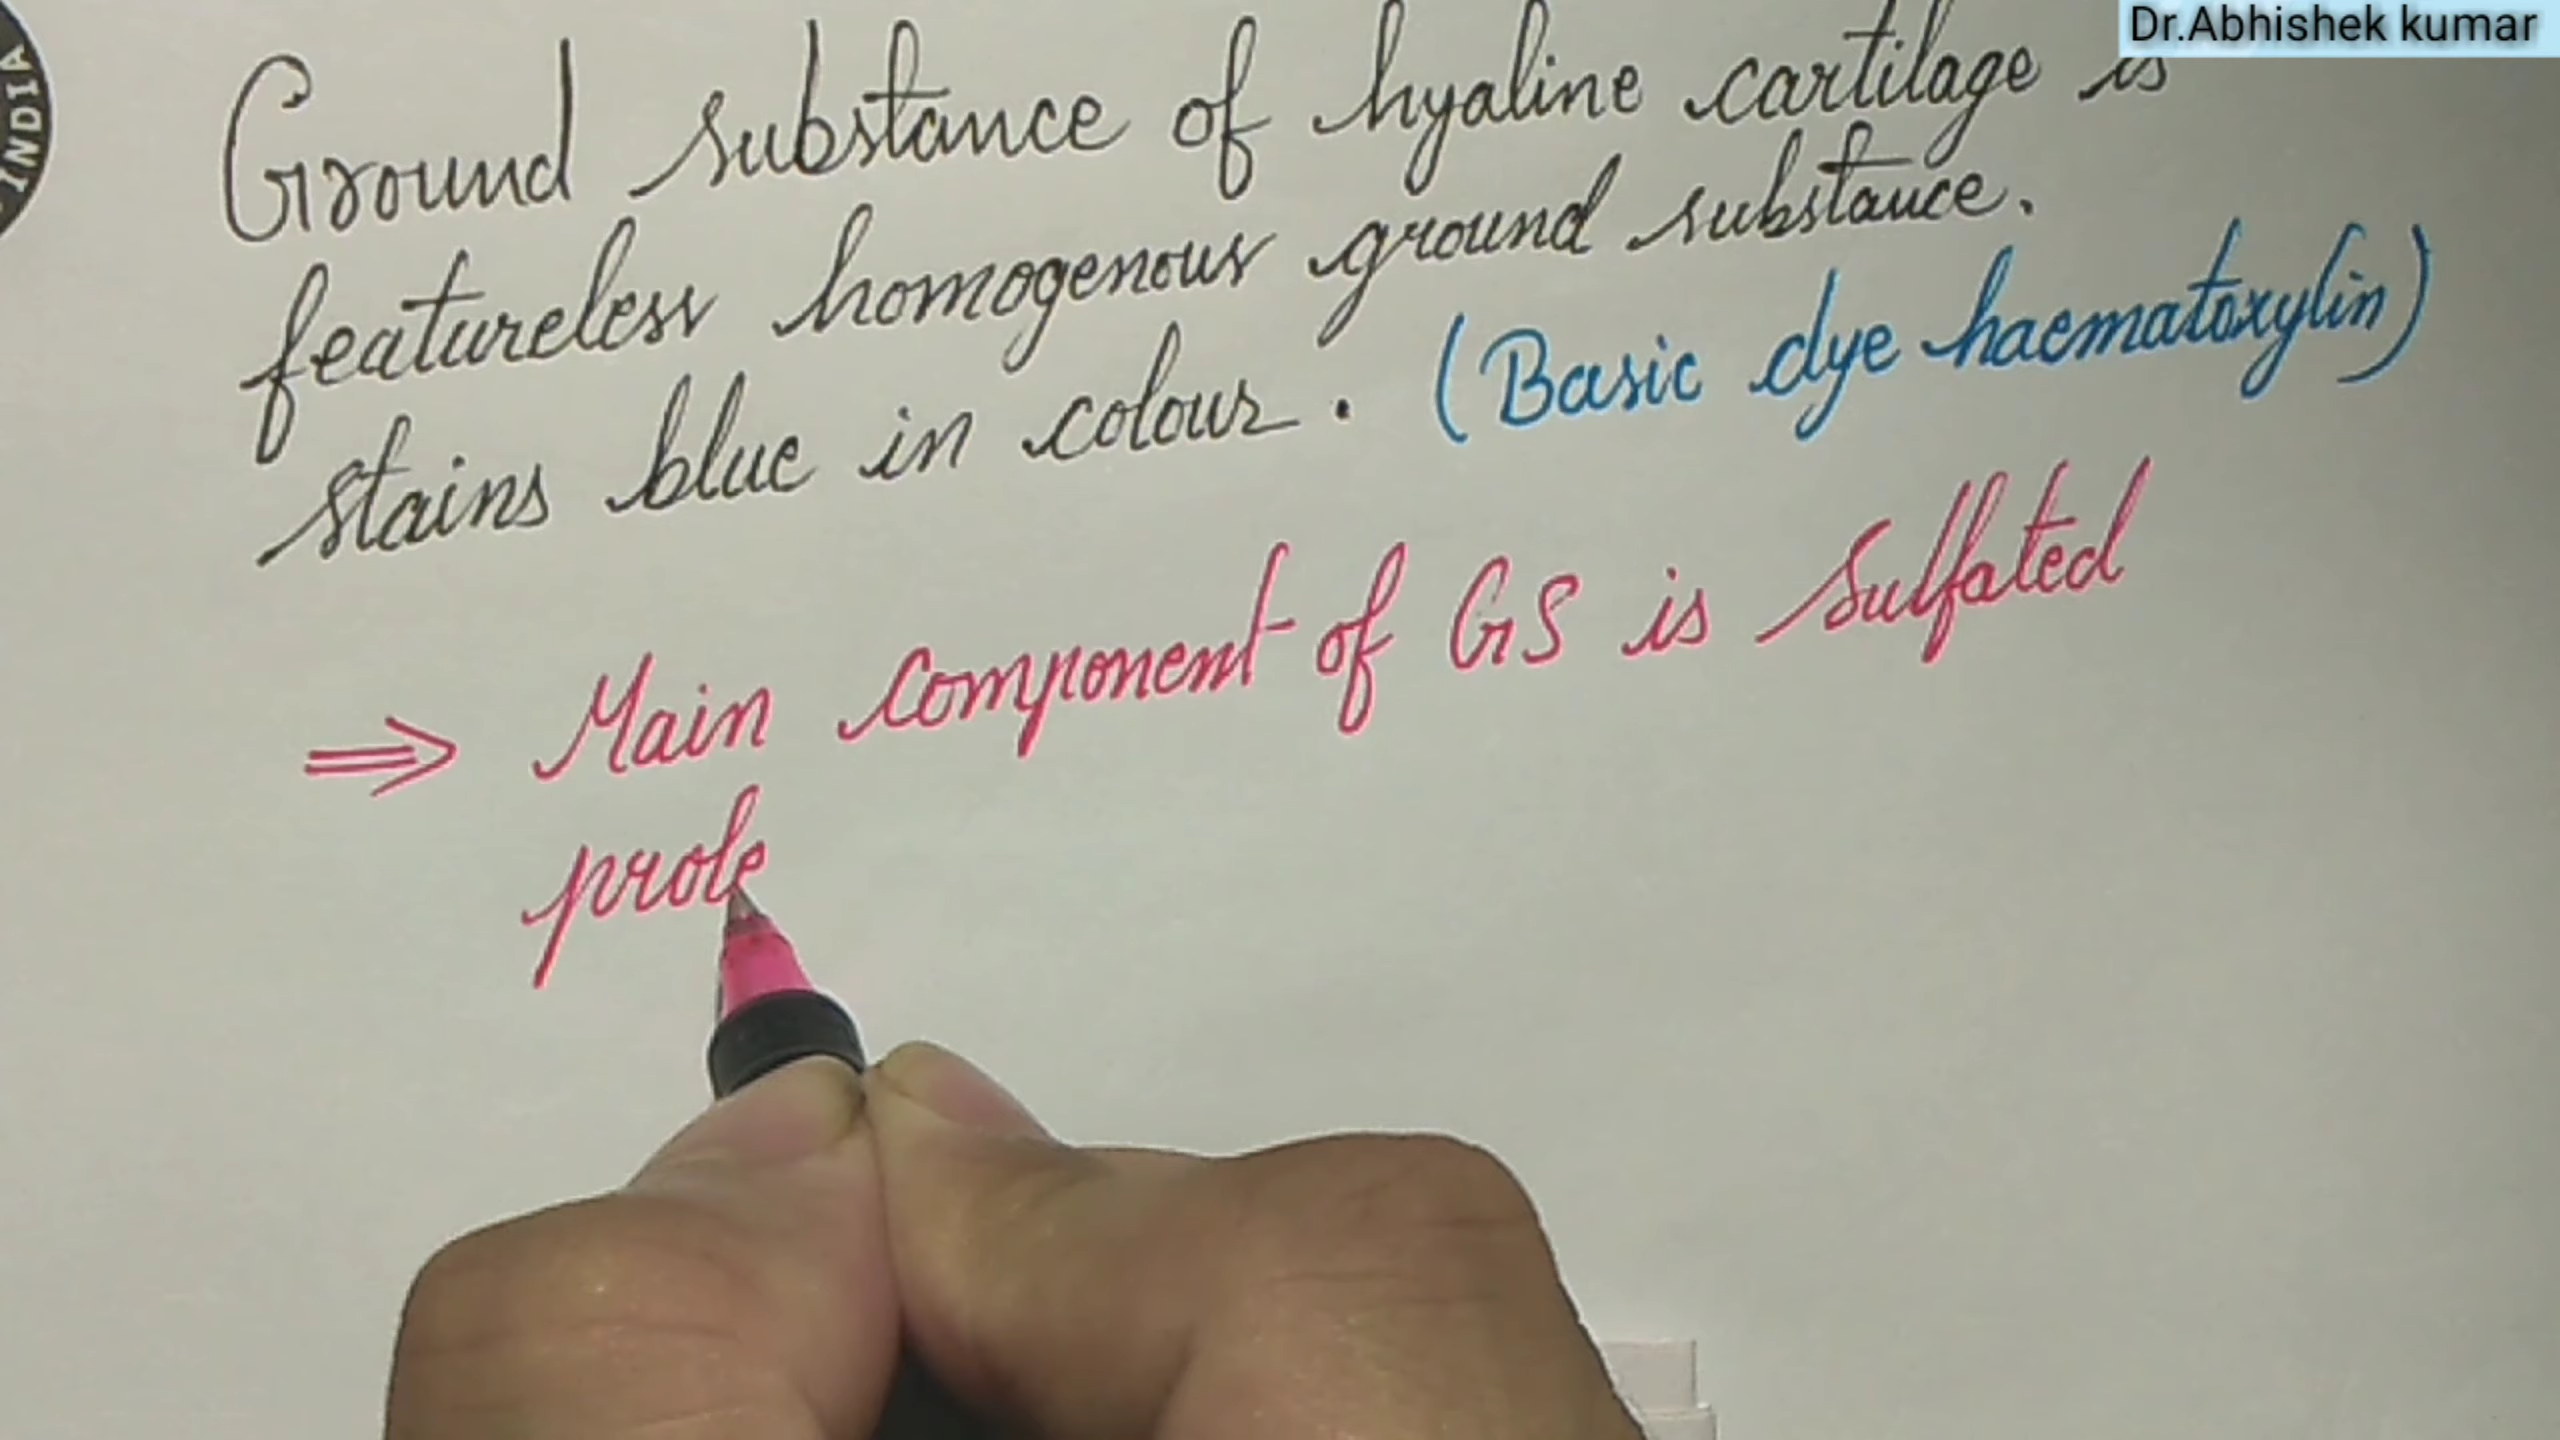 Dr.Abhishek kumar
INDIA
Ground substance of hyaline cartilage is
featureless homogenous ground substance.
stains blue in colour. (Basic dye haematoxylin)
⇒ Main component of GS is sulfated
prote